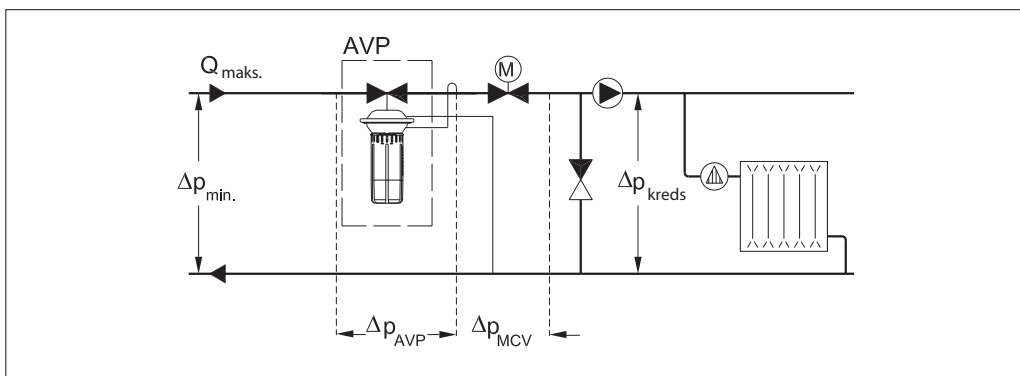 AVP
Q maks.
M
Δp min.
Δp kreds
Δp AVP
Δp MCV